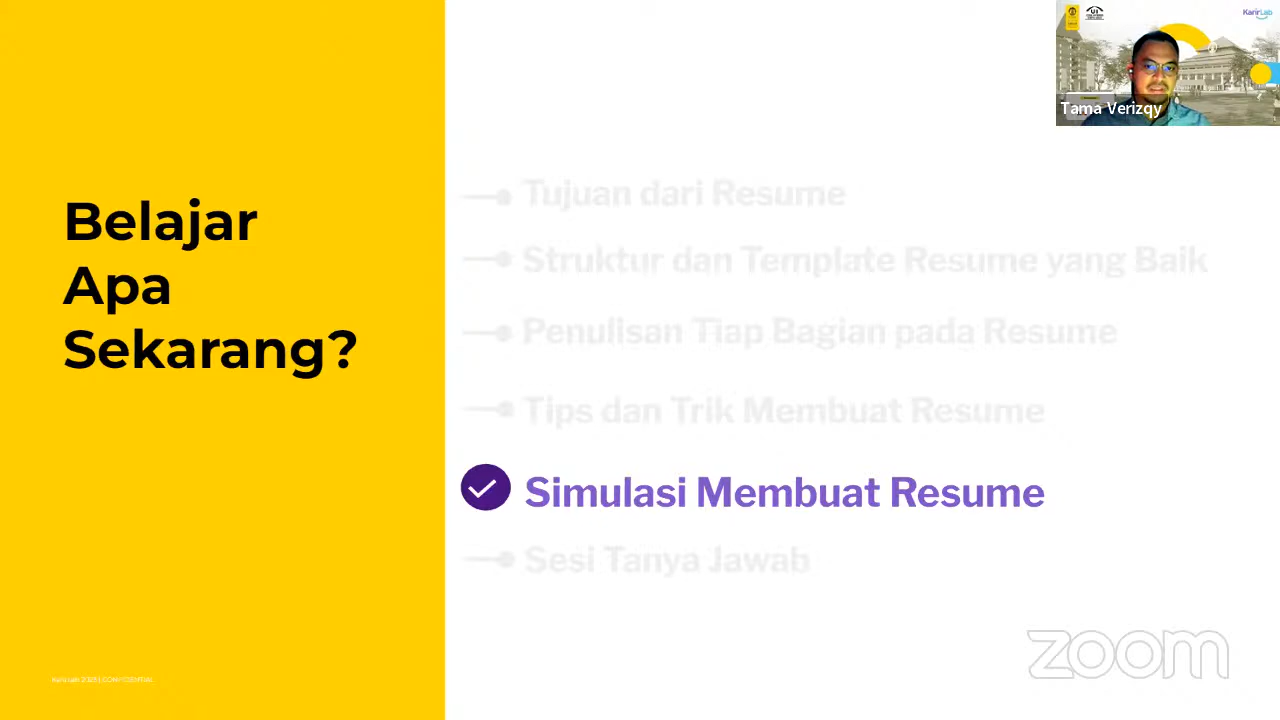 Belajar
Apa
Sekarang?
Tujuan dari Resume
Struktur dan Template Resume yang Baik
Penulisan Tiap Bagian pada Resume
Tips dan Trik Membuat Resume
Simulasi Membuat Resume
Sesi Tanya Jawab
KarirLab
Tama Verizqy
zoom